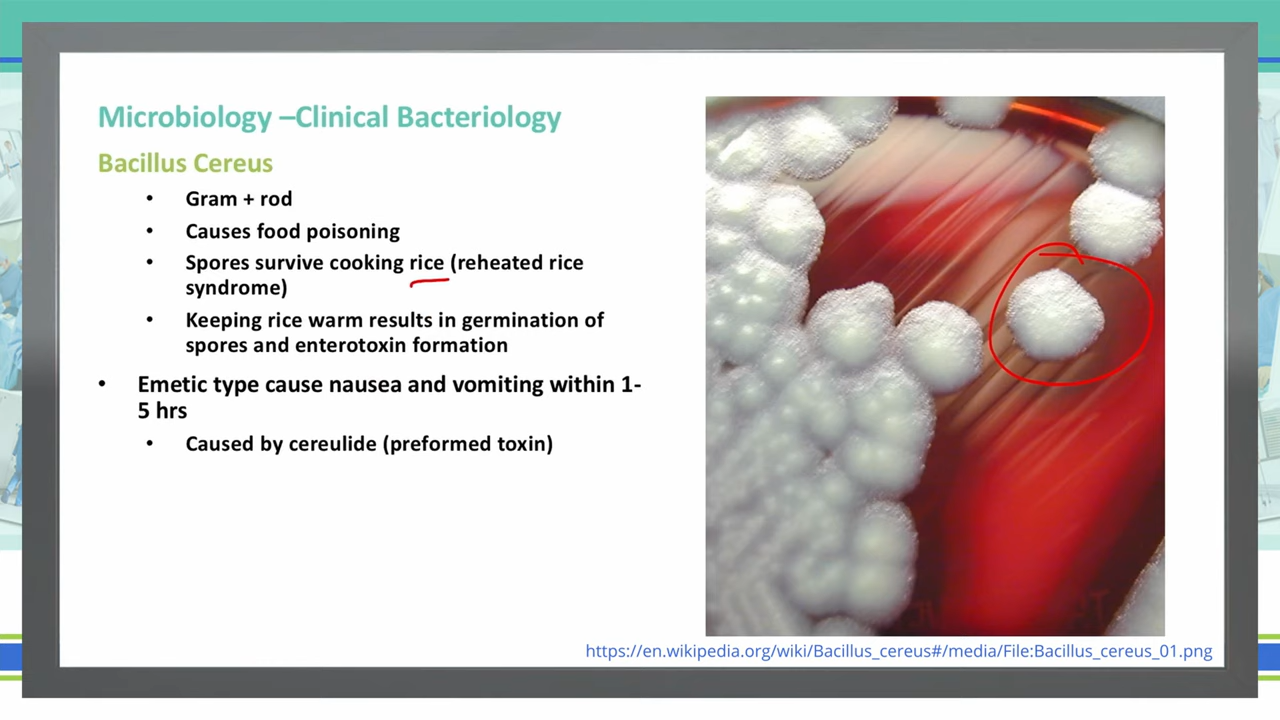 Microbiology –Clinical Bacteriology
Bacillus Cereus
• Gram + rod
• Causes food poisoning
• Spores survive cooking rice (reheated rice
syndrome)
• Keeping rice warm results in germination of
spores and enterotoxin formation
• Emetic type cause nausea and vomiting within 1-
5 hrs
• Caused by cereulide (preformed toxin)
https://en.wikipedia.org/wiki/Bacillus_cereus#/media/File:Bacillus_cereus_01.png